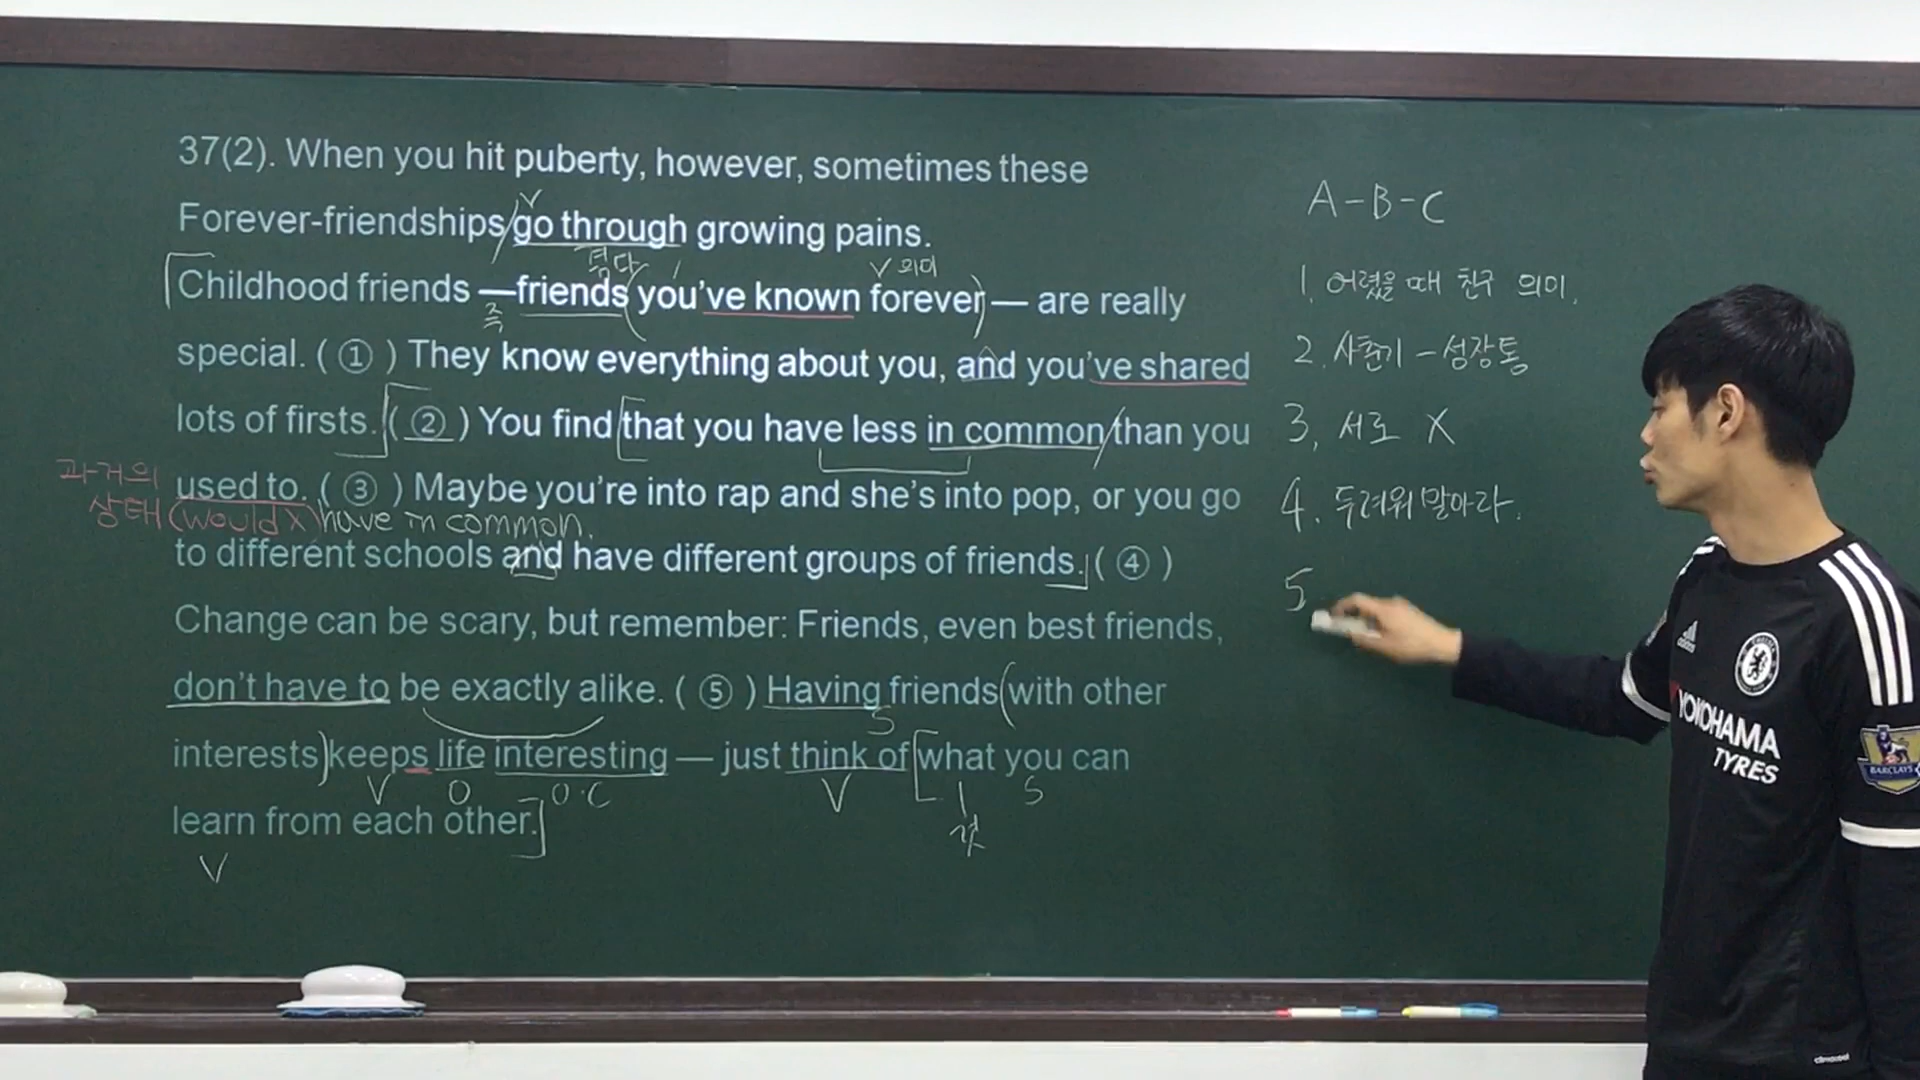 37(2). When you hit puberty, however, sometimes these
V
Forever-friendships go through growing pains.
겪다 V 의미
Childhood friends —friends you've known forever — are really
즉
special. ( ① ) They know everything about you, and you've shared
lots of firsts. ( ② ) You find that you have less in common than you
과거의
used to. ( ③ ) Maybe you're into rap and she's into pop, or you go
상태 (would X) have in common.
to different schools and have different groups of friends. ( ④ )
Change can be scary, but remember: Friends, even best friends,
don't have to be exactly alike. ( ⑤ ) Having friends with other
S
interests keeps life interesting — just think of what you can
V O O.C V S
것
learn from each other.
V
A-B-C
1. 어렸을 때 친구 의미.
2. 사춘기 - 성장통
3. 서로 X
4. 두려워말아라.
5
adidas
CHELSEA
YOKOHAMA
TYRES
BARCLAYS
climacool